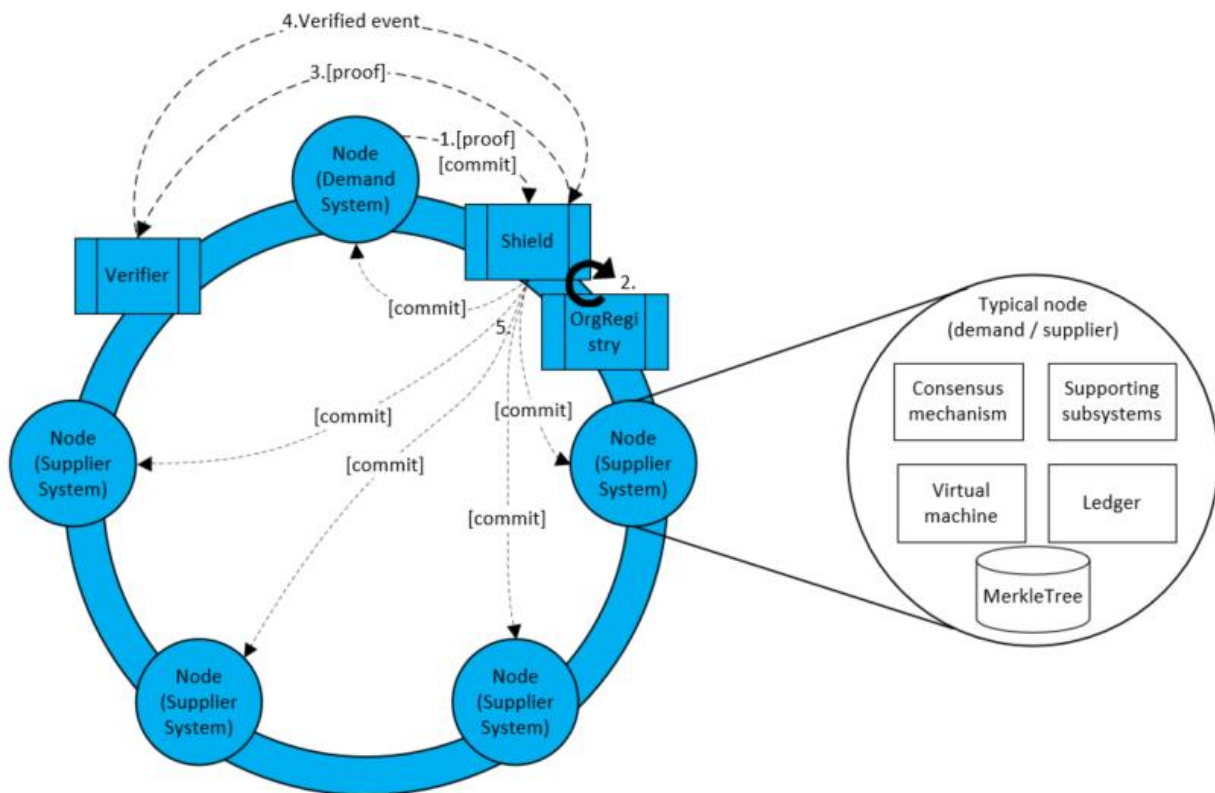 4.Verified event
3.[proof]
1.[proof]
[commit]
Node
(Demand
System)
Shield
Verifier
2.
OrgRegi
stry
[commit]
5.
Typical node
(demand / supplier)
Consensus
mechanism
Supporting
subsystems
Virtual
machine
Ledger
MerkleTree
[commit]
[commit]
[commit]
[commit]
Node
(Supplier
System)
Node
(Supplier
System)
Node
(Supplier
System)
Node
(Supplier
System)